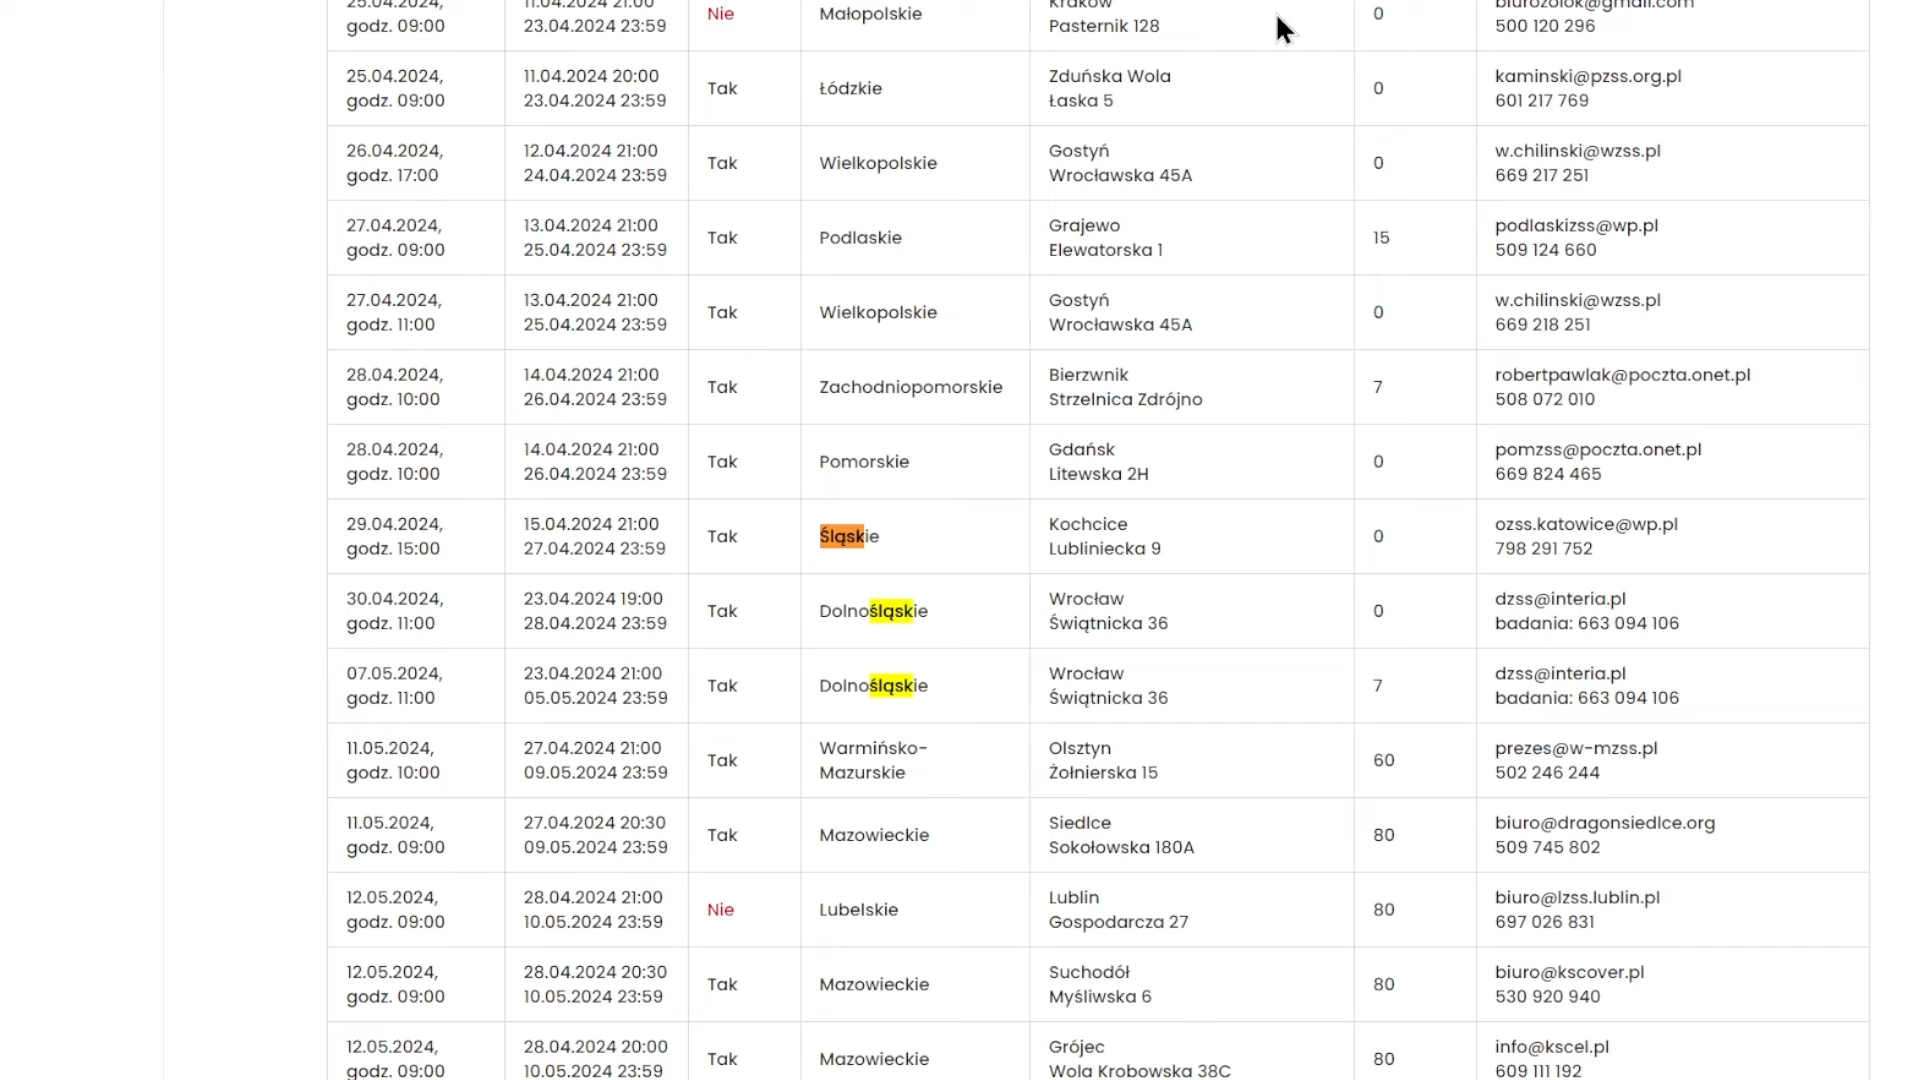 25.04.2024, 11.04.2024 21:00 Nie Małopolskie Kraków 0 biurozolok@gmail.com
godz. 09:00 23.04.2024 23:59 Pasternik 128 500 120 296
25.04.2024, 11.04.2024 20:00 Tak Łódzkie Zduńska Wola 0 kaminski@pzss.org.pl
godz. 09:00 23.04.2024 23:59 Łaska 5 601 217 769
26.04.2024, 12.04.2024 21:00 Tak Wielkopolskie Gostyń 0 w.chilinski@wzss.pl
godz. 17:00 24.04.2024 23:59 Wrocławska 45A 669 217 251
27.04.2024, 13.04.2024 21:00 Tak Podlaskie Grajewo 15 podlaskizss@wp.pl
godz. 09:00 25.04.2024 23:59 Elewatorska 1 509 124 660
27.04.2024, 13.04.2024 21:00 Tak Wielkopolskie Gostyń 0 w.chilinski@wzss.pl
godz. 11:00 25.04.2024 23:59 Wrocławska 45A 669 218 251
28.04.2024, 14.04.2024 21:00 Tak Zachodniopomorskie Bierzwnik 7 robertpawlak@poczta.onet.pl
godz. 10:00 26.04.2024 23:59 Strzelnica Zdrójno 508 072 010
28.04.2024, 14.04.2024 21:00 Tak Pomorskie Gdańsk 0 pomzss@poczta.onet.pl
godz. 10:00 26.04.2024 23:59 Litewska 2H 669 824 465
29.04.2024, 15.04.2024 21:00 Tak Śląskie Kochcice 0 ozss.katowice@wp.pl
godz. 15:00 27.04.2024 23:59 Lubliniecka 9 798 291 752
30.04.2024, 23.04.2024 19:00 Tak Dolnośląskie Wrocław 0 dzss@interia.pl
godz. 11:00 28.04.2024 23:59 Świątnicka 36 badania: 663 094 106
07.05.2024, 23.04.2024 21:00 Tak Dolnośląskie Wrocław 7 dzss@interia.pl
godz. 11:00 05.05.2024 23:59 Świątnicka 36 badania: 663 094 106
11.05.2024, 27.04.2024 21:00 Tak Warmińsko- Olsztyn 60 prezes@w-mzss.pl
godz. 10:00 09.05.2024 23:59 Mazurskie Żołnierska 15 502 246 244
11.05.2024, 27.04.2024 20:30 Tak Mazowieckie Siedlce 80 biuro@dragonsiedlce.org
godz. 09:00 09.05.2024 23:59 Sokołowska 180A 509 745 802
12.05.2024, 28.04.2024 21:00 Nie Lubelskie Lublin 80 biuro@lzss.lublin.pl
godz. 09:00 10.05.2024 23:59 Gospodarcza 27 697 026 831
12.05.2024, 28.04.2024 20:30 Tak Mazowieckie Suchodół 80 biuro@kscover.pl
godz. 09:00 10.05.2024 23:59 Myśliwska 6 530 920 940
12.05.2024, 28.04.2024 20:00 Tak Mazowieckie Grójec 80 info@kscel.pl
godz. 09:00 10.05.2024 23:59 Wola Krobowska 38C 609 111 192